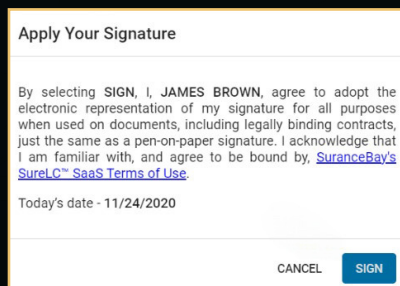 Apply Your Signature
By selecting SIGN, I, JAMES BROWN, agree to adopt the
electronic representation of my signature for all purposes
when used on documents, including legally binding contracts,
just the same as a pen-on-paper signature. I acknowledge that
I am familiar with, and agree to be bound by, SuranceBay's
SureLC™ SaaS Terms of Use.
Today's date - 11/24/2020
CANCEL SIGN